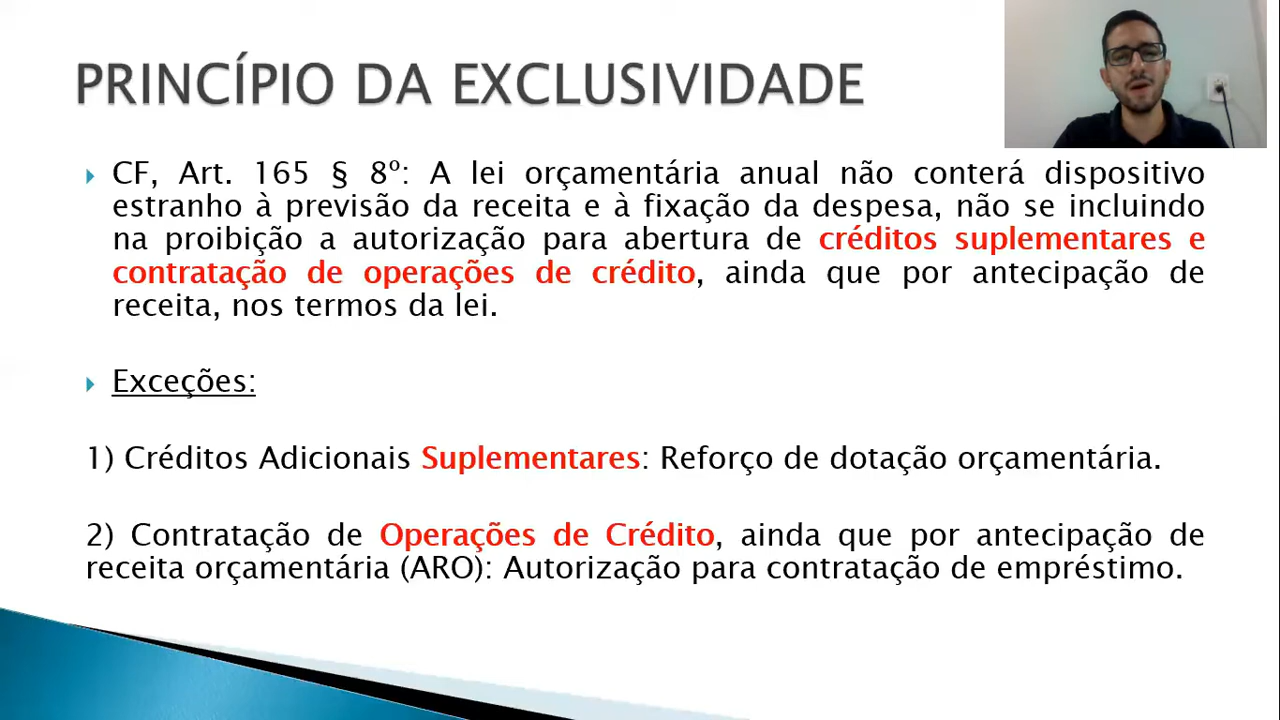 PRINCÍPIO DA EXCLUSIVIDADE
CF, Art. 165 § 8º: A lei orçamentária anual não conterá dispositivo
estranho à previsão da receita e à fixação da despesa, não se incluindo
na proibição a autorização para abertura de créditos suplementares e
contratação de operações de crédito, ainda que por antecipação de
receita, nos termos da lei.
Exceções:
1) Créditos Adicionais Suplementares: Reforço de dotação orçamentária.
2) Contratação de Operações de Crédito, ainda que por antecipação de
receita orçamentária (ARO): Autorização para contratação de empréstimo.